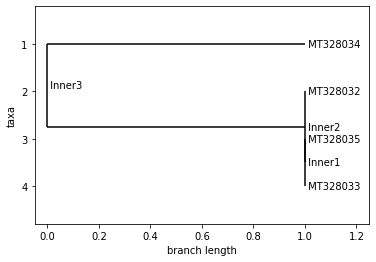 1
MT328034
Inner3
2
MT328032
taxa
Inner2
3
MT328035
Inner1
4
MT328033
0.0 0.2 0.4 0.6 0.8 1.0 1.2
branch length